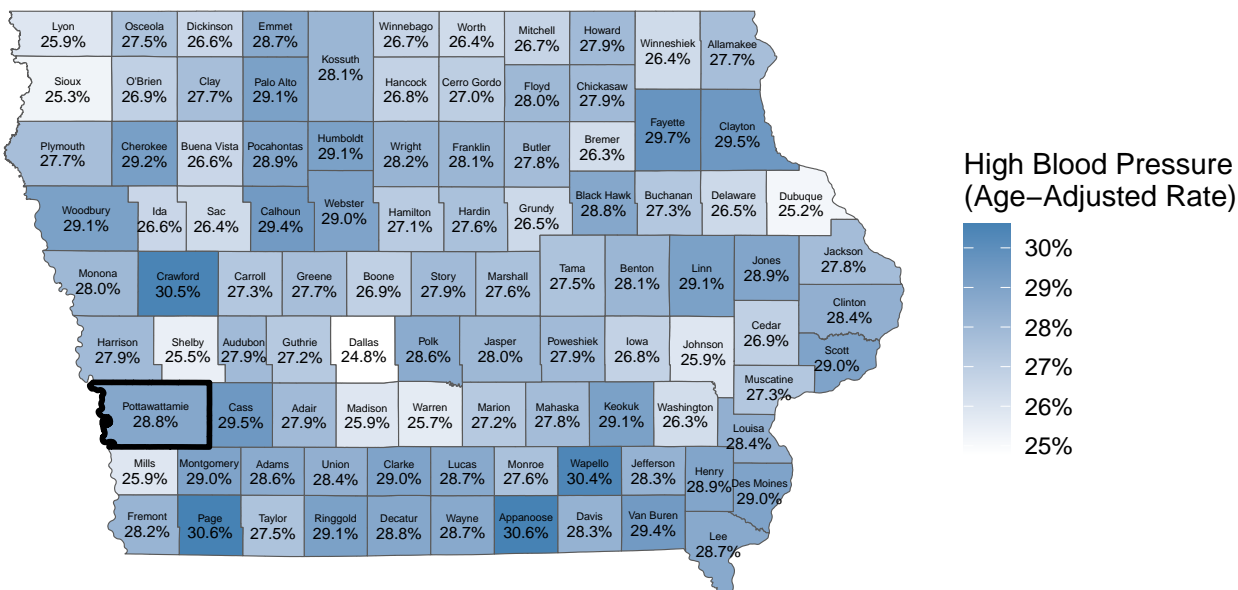 Lyon
25.9%
Osceola
27.5%
Dickinson
26.6%
Emmet
28.7%
Kossuth
28.1%
Winnebago
26.7%
Worth
26.4%
Mitchell
26.7%
Howard
27.9%
Winneshiek
26.4%
Allamakee
27.7%
Sioux
25.3%
O'Brien
26.9%
Clay
27.7%
Palo Alto
29.1%
Hancock
26.8%
Cerro Gordo
27.0%
Floyd
28.0%
Chickasaw
27.9%
Fayette
29.7%
Clayton
29.5%
Plymouth
27.7%
Cherokee
29.2%
Buena Vista
26.6%
Pocahontas
28.9%
Humboldt
29.1%
Wright
28.2%
Franklin
28.1%
Butler
27.8%
Bremer
26.3%
Woodbury
29.1%
Ida
26.6%
Sac
26.4%
Calhoun
29.4%
Webster
29.0%
Hamilton
27.1%
Hardin
27.6%
Grundy
26.5%
Black Hawk
28.8%
Buchanan
27.3%
Delaware
26.5%
Dubuque
25.2%
Monona
28.0%
Crawford
30.5%
Carroll
27.3%
Greene
27.7%
Boone
26.9%
Story
27.9%
Marshall
27.6%
Tama
27.5%
Benton
28.1%
Linn
29.1%
Jones
28.9%
Jackson
27.8%
Clinton
28.4%
Harrison
27.9%
Shelby
25.5%
Audubon
27.9%
Guthrie
27.2%
Dallas
24.8%
Polk
28.6%
Jasper
28.0%
Poweshiek
27.9%
Iowa
26.8%
Johnson
25.9%
Cedar
26.9%
Scott
29.0%
Muscatine
27.3%
Pottawattamie
28.8%
Cass
29.5%
Adair
27.9%
Madison
25.9%
Warren
25.7%
Marion
27.2%
Mahaska
27.8%
Keokuk
29.1%
Washington
26.3%
Louisa
28.4%
Mills
25.9%
Montgomery
29.0%
Adams
28.6%
Union
28.4%
Clarke
29.0%
Lucas
28.7%
Monroe
27.6%
Wapello
30.4%
Jefferson
28.3%
Henry
28.9%
Des Moines
29.0%
Fremont
28.2%
Page
30.6%
Taylor
27.5%
Ringgold
29.1%
Decatur
28.8%
Wayne
28.7%
Appanoose
30.6%
Davis
28.3%
Van Buren
29.4%
Lee
28.7%
High Blood Pressure
(Age−Adjusted Rate)
30%
29%
28%
27%
26%
25%